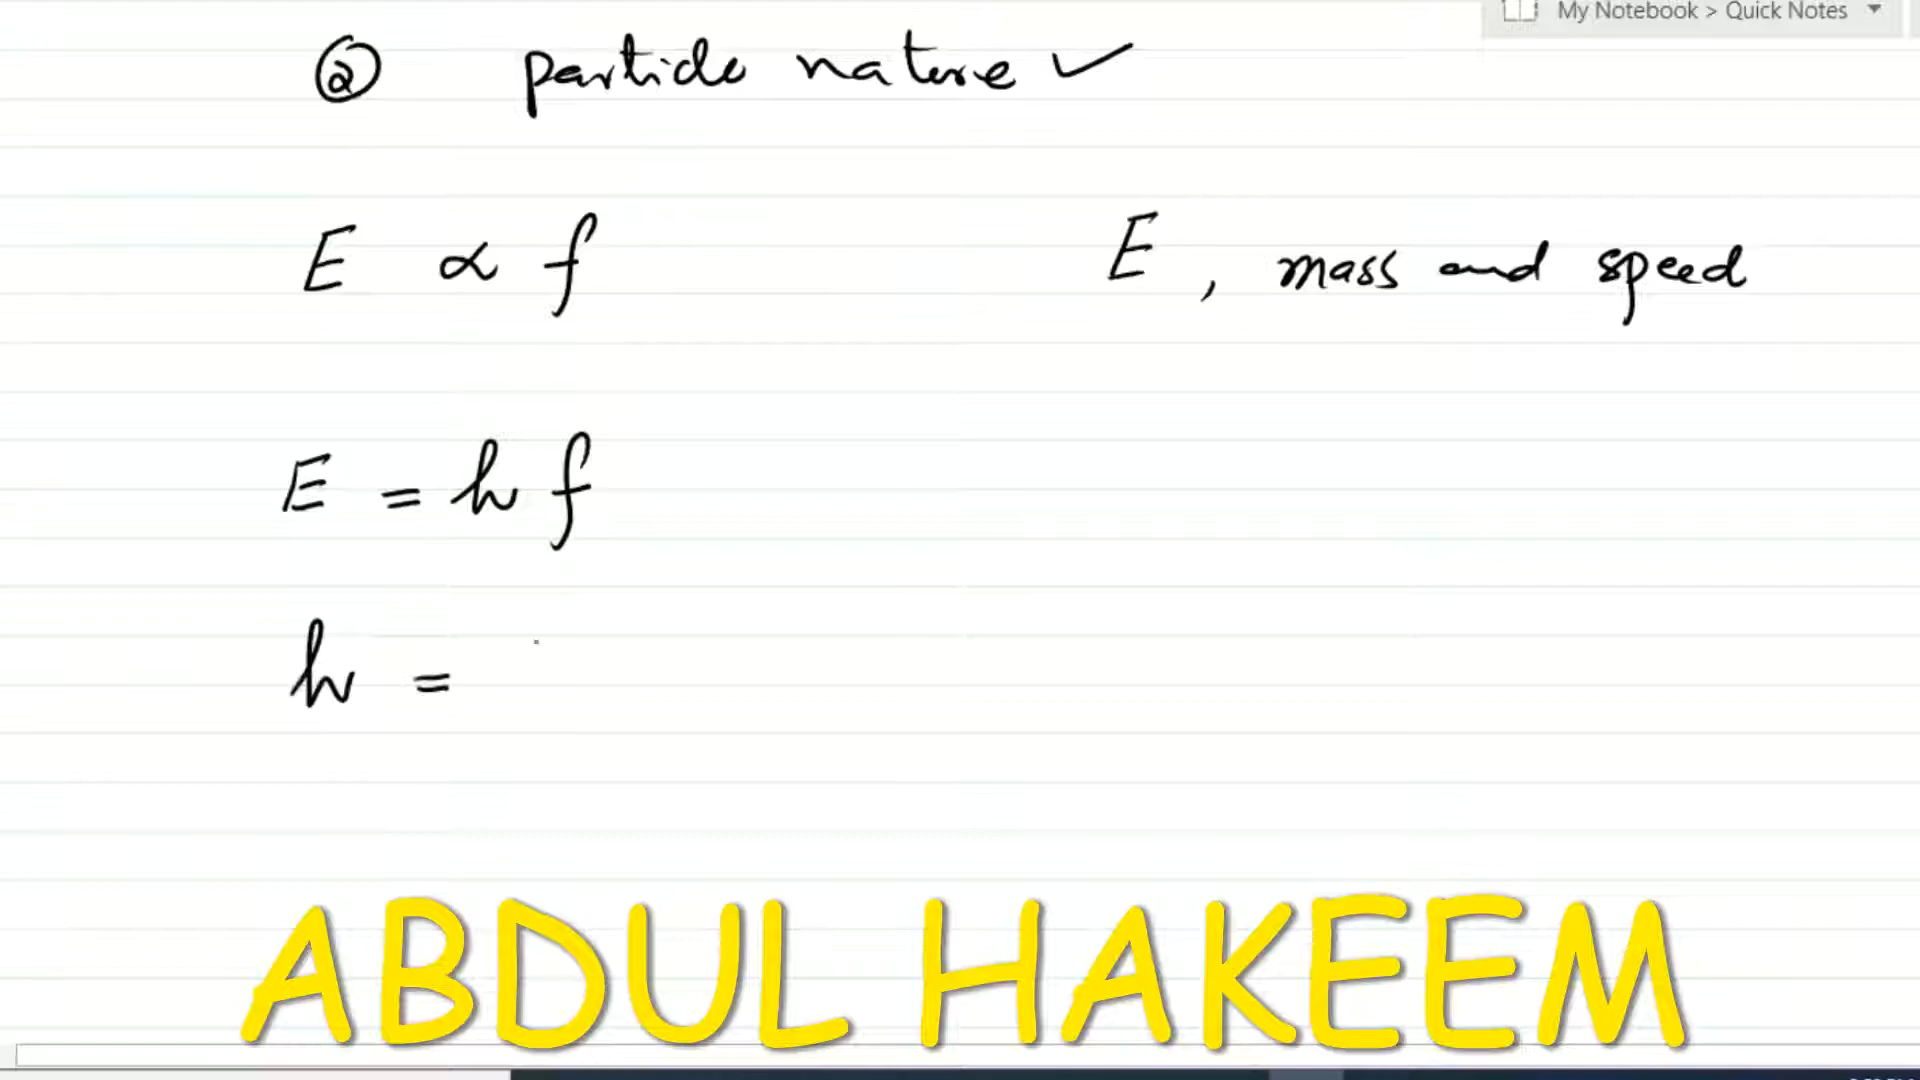 My Notebook > Quick Notes
② particle nature ✓
E ∝ f
E, mass and speed
E = h f
h =
ABDUL HAKEEM